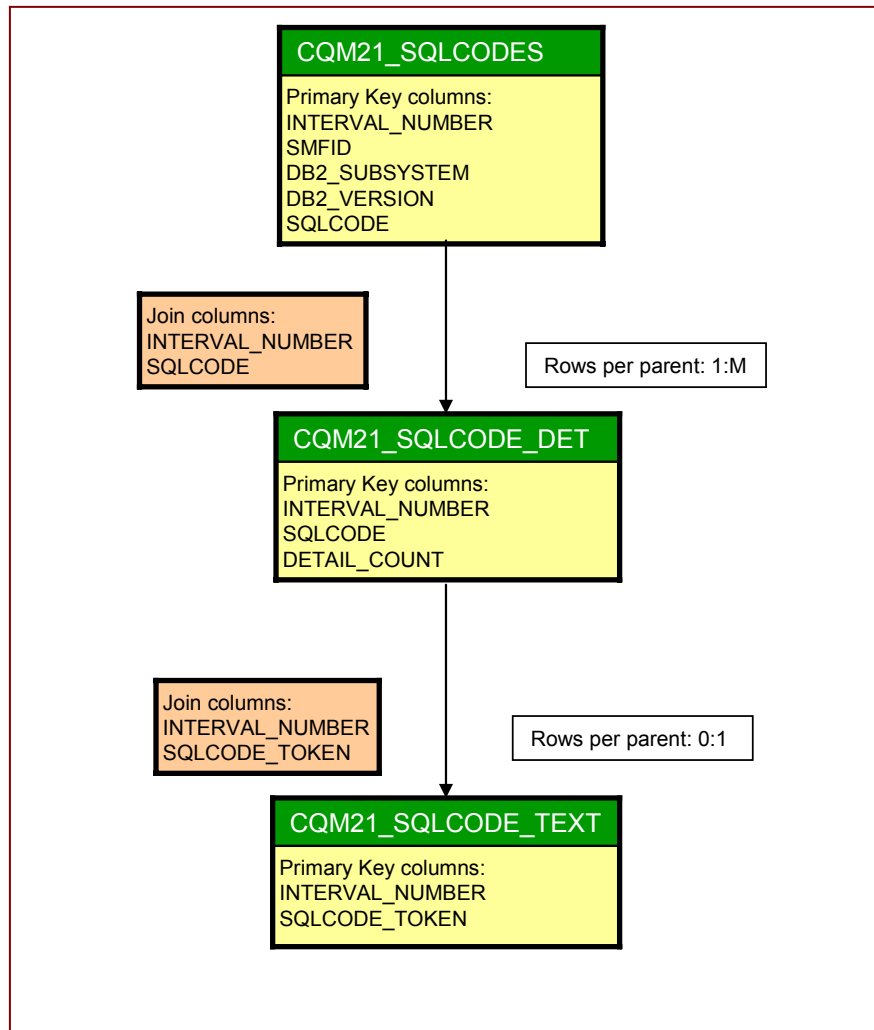 CQM21_SQLCODES
Primary Key columns:
INTERVAL_NUMBER
SMFID
DB2_SUBSYSTEM
DB2_VERSION
SQLCODE
Join columns:
INTERVAL_NUMBER
SQLCODE
Rows per parent: 1:M
CQM21_SQLCODE_DET
Primary Key columns:
INTERVAL_NUMBER
SQLCODE
DETAIL_COUNT
Join columns:
INTERVAL_NUMBER
SQLCODE_TOKEN
Rows per parent: 0:1
CQM21_SQLCODE_TEXT
Primary Key columns:
INTERVAL_NUMBER
SQLCODE_TOKEN